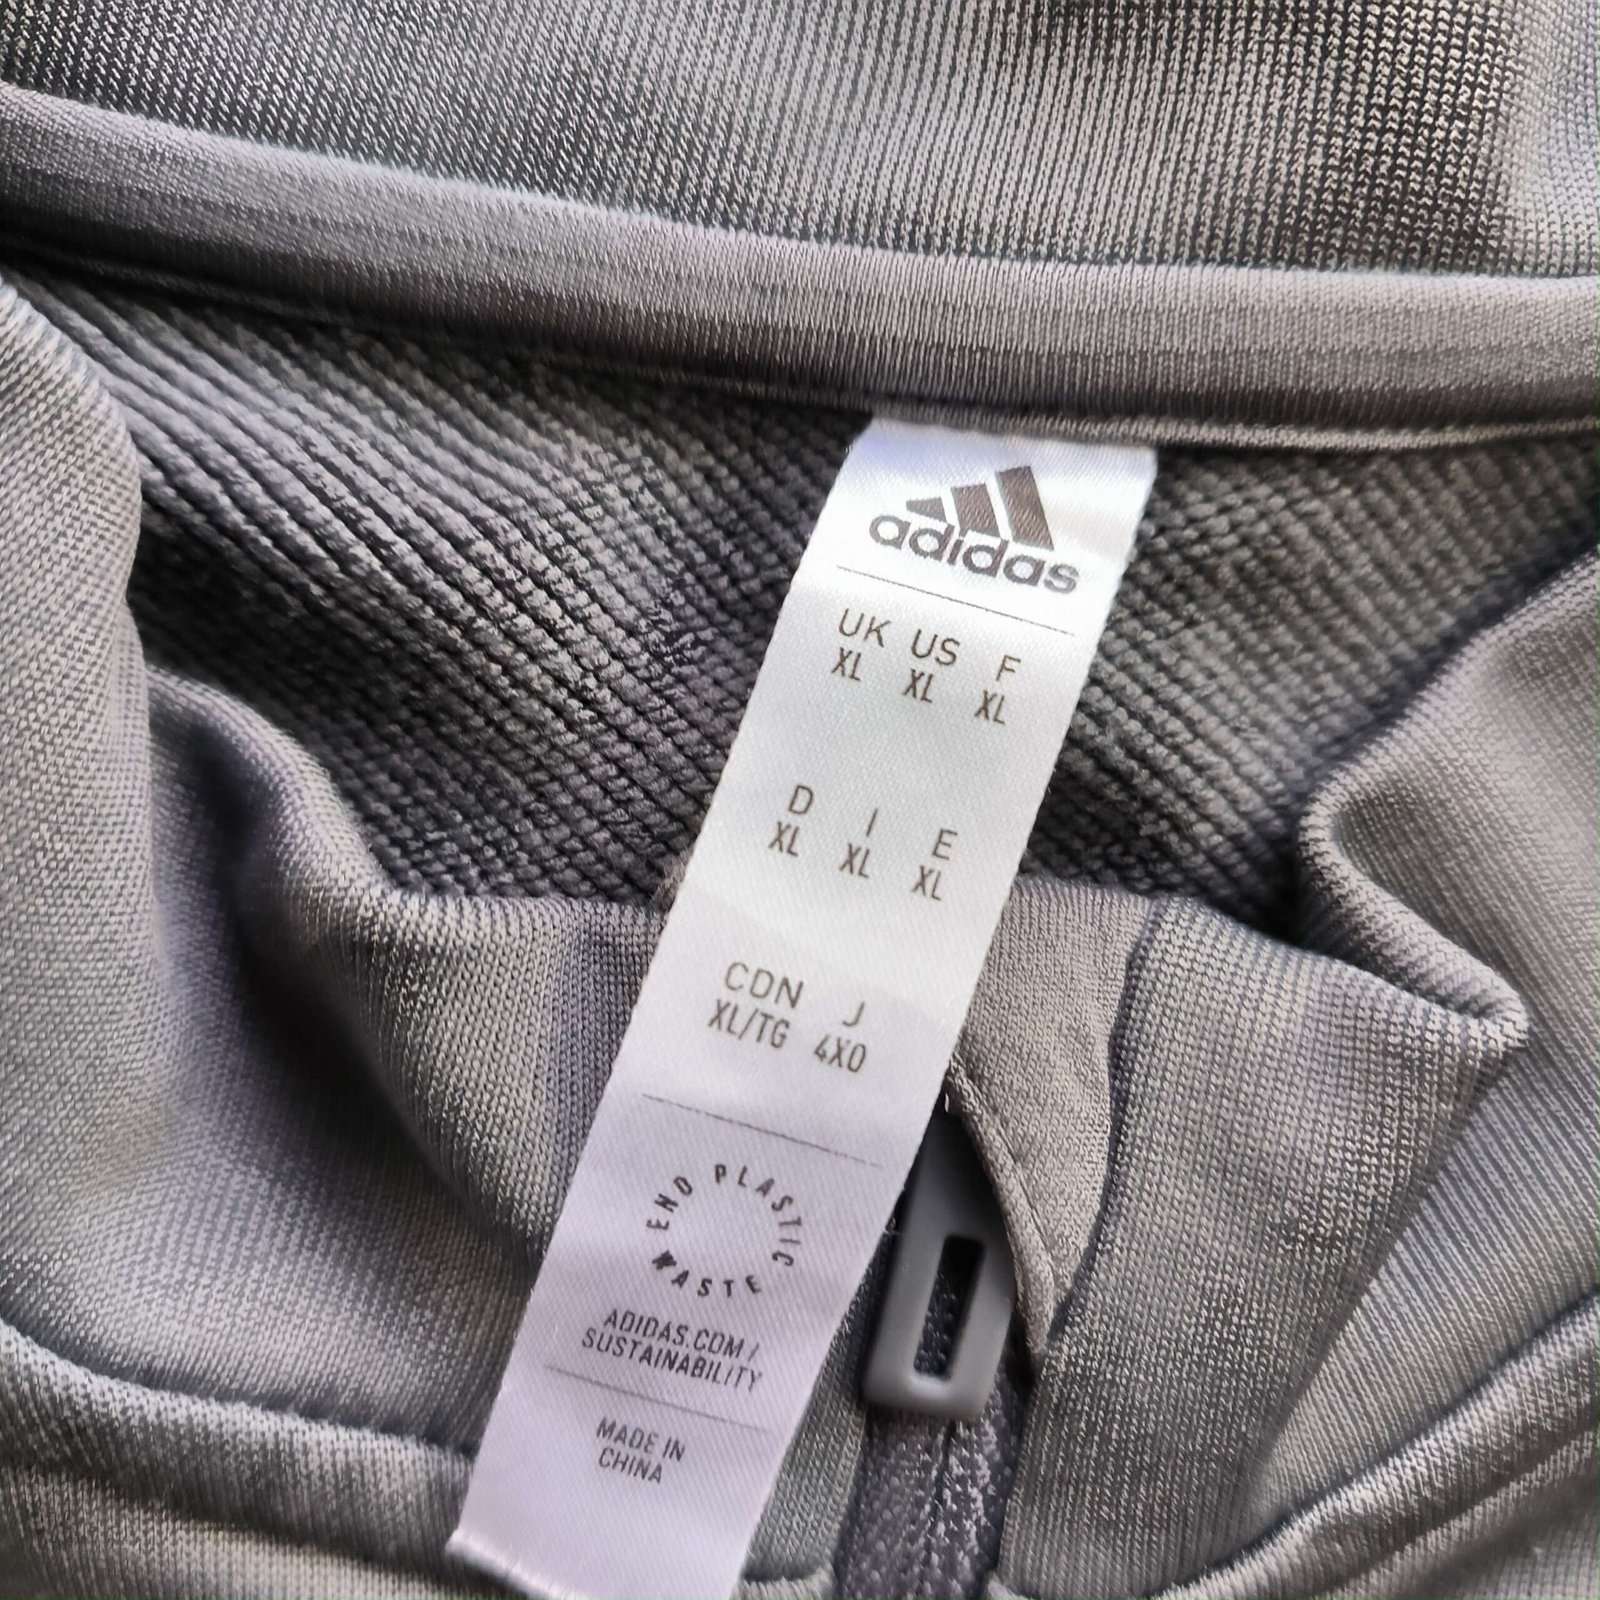 adidas
UK US F
XL XL XL
D I E
XL XL XL
CDN J
XL/TG 4XO
END PLASTIC WASTE
ADIDAS.COM/
SUSTAINABILITY
MADE IN
CHINA